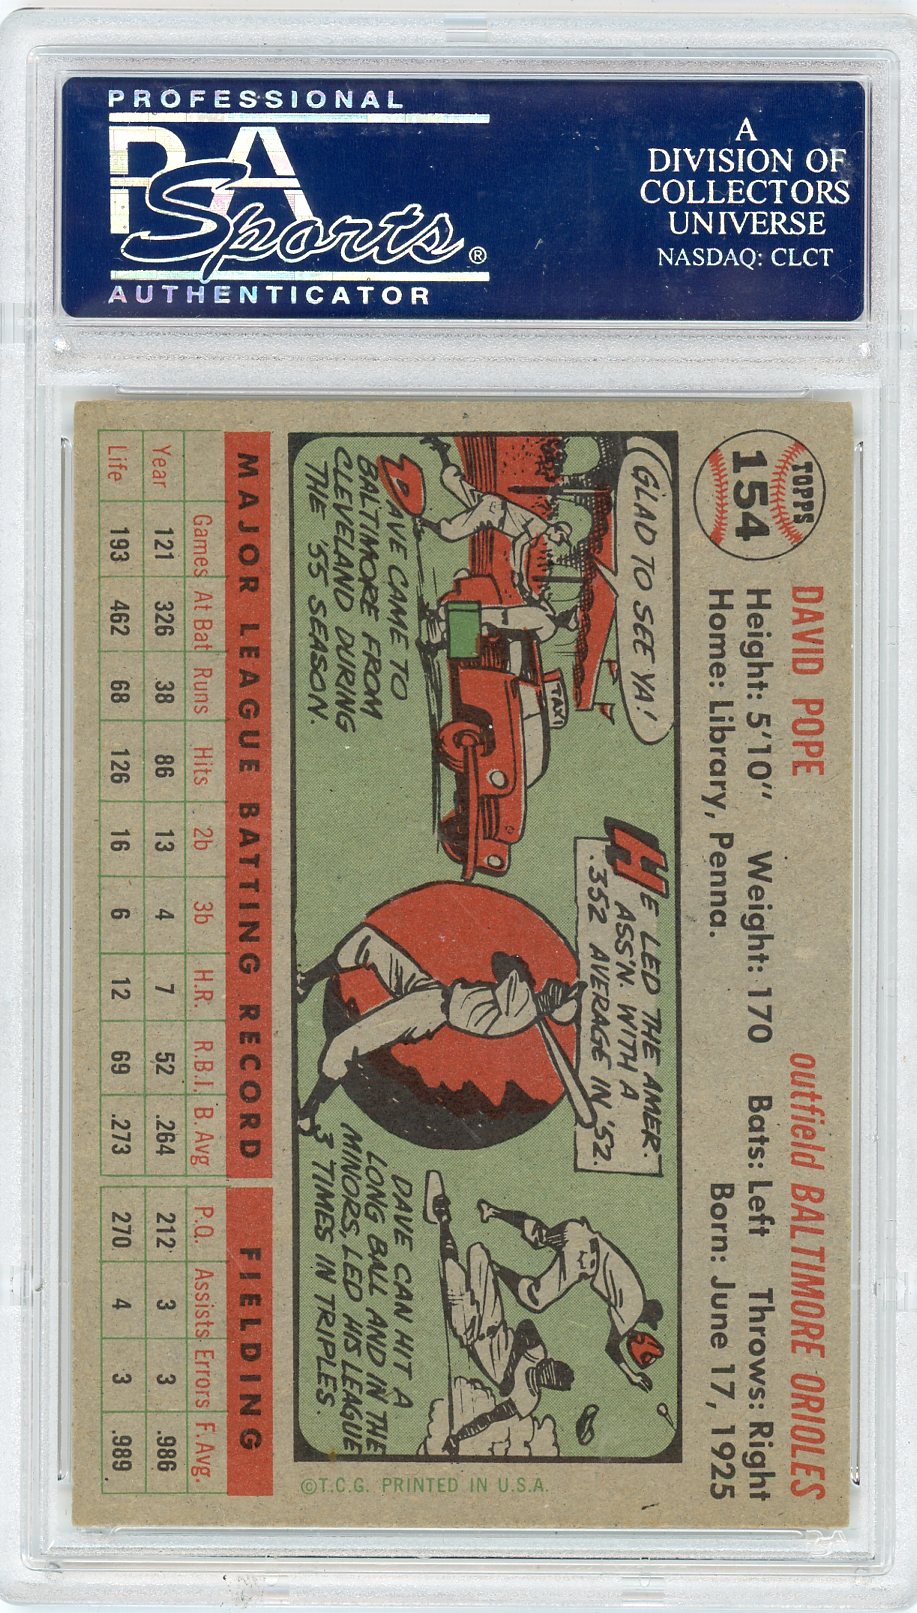 PROFESSIONAL
PSA
Sports®
AUTHENTICATOR
A
DIVISION OF
COLLECTORS
UNIVERSE
NASDAQ: CLCT
TOPPS
154
DAVID POPE
outfield BALTIMORE ORIOLES
Height: 5'10" Weight: 170 Bats: Left Throws: Right
Home: Library, Penna. Born: June 17, 1925
GLAD TO SEE YA!
TAXI
DAVE CAME TO
BALTIMORE FROM
CLEVELAND DURING
THE '55 SEASON.
HE LED THE AMER.
ASS'N. WITH A
.352 AVERAGE IN '52.
DAVE CAN HIT A
LONG BALL AND IN THE
MINORS, LED HIS LEAGUE
3 TIMES IN TRIPLES.
©T.C.G. PRINTED IN U.S.A.
MAJOR LEAGUE BATTING RECORD FIELDING
Games At Bat Runs Hits 2b 3b H.R. R.B.I. B.Avg P.O. Assists Errors F.Avg.
Year 121 326 38 86 13 4 7 52 .264 212 3 3 .986
Life 193 462 68 126 16 6 12 69 .273 270 4 3 .989